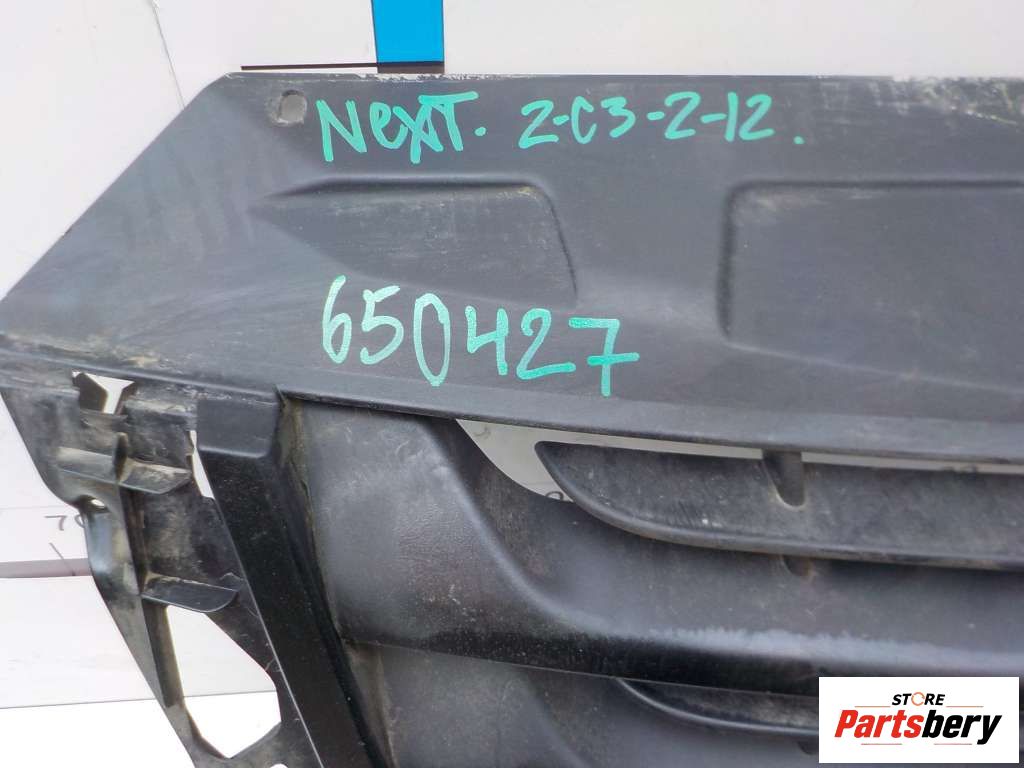 NexT. 2-C3-2-12.
650427
STORE
Partsbery